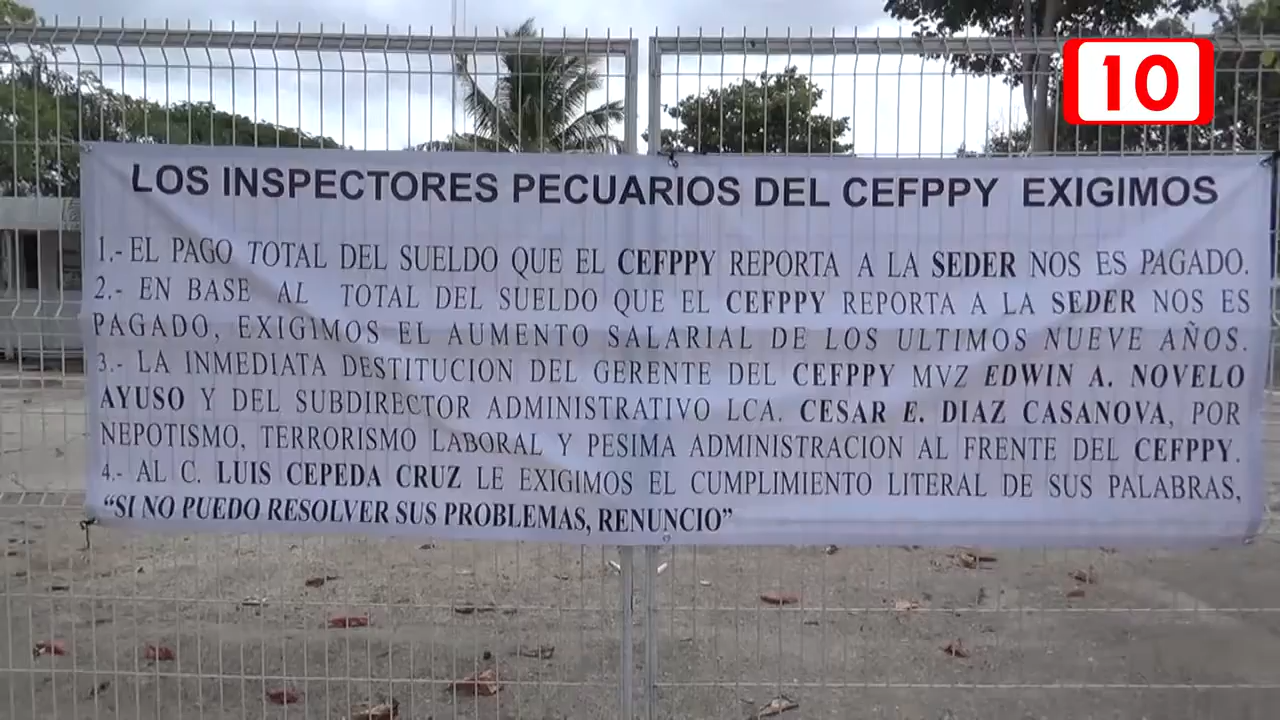 10
LOS INSPECTORES PECUARIOS DEL CEFPPY EXIGIMOS
1.- EL PAGO TOTAL DEL SUELDO QUE EL CEFPPY REPORTA A LA SEDER NOS ES PAGADO.
2.- EN BASE AL TOTAL DEL SUELDO QUE EL CEFPPY REPORTA A LA SEDER NOS ES
PAGADO, EXIGIMOS EL AUMENTO SALARIAL DE LOS ULTIMOS NUEVE AÑOS.
3.- LA INMEDIATA DESTITUCION DEL GERENTE DEL CEFPPY MVZ EDWIN A. NOVELO
AYUSO Y DEL SUBDIRECTOR ADMINISTRATIVO LCA. CESAR E. DIAZ CASANOVA, POR
NEPOTISMO, TERRORISMO LABORAL Y PESIMA ADMINISTRACION AL FRENTE DEL CEFPPY.
4.- AL C. LUIS CEPEDA CRUZ LE EXIGIMOS EL CUMPLIMIENTO LITERAL DE SUS PALABRAS,
“SI NO PUEDO RESOLVER SUS PROBLEMAS, RENUNCIO”